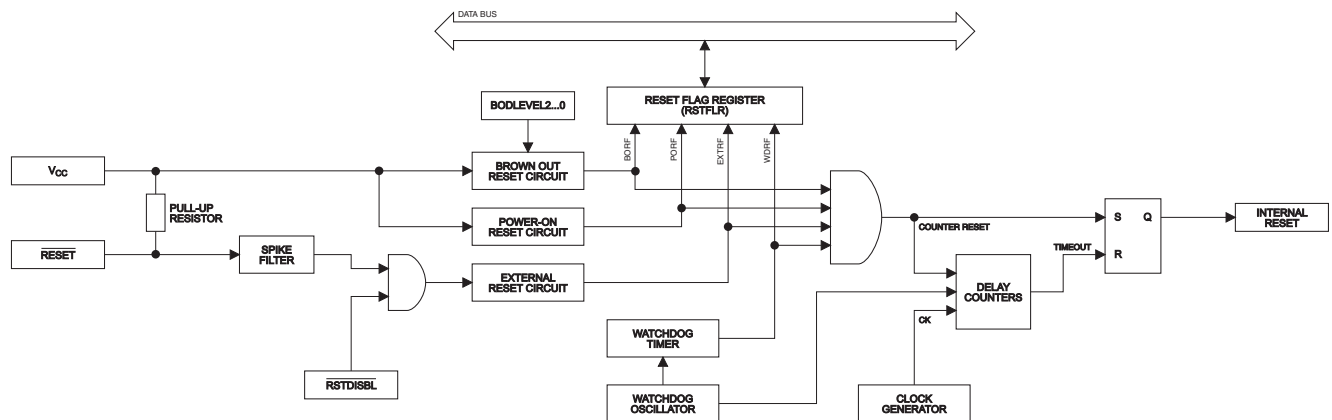 DATA BUS
RESET FLAG REGISTER
(RSTFLR)
BODLEVEL2...0
BORF
PORF
EXTRF
WDRF
VCC
BROWN OUT
RESET CIRCUIT
PULL-UP
RESISTOR
POWER-ON
RESET CIRCUIT
S
Q
INTERNAL
RESET
COUNTER RESET
RESET
SPIKE
FILTER
TIMEOUT
R
EXTERNAL
RESET CIRCUIT
DELAY
COUNTERS
CK
WATCHDOG
TIMER
RSTDISBL
WATCHDOG
OSCILLATOR
CLOCK
GENERATOR